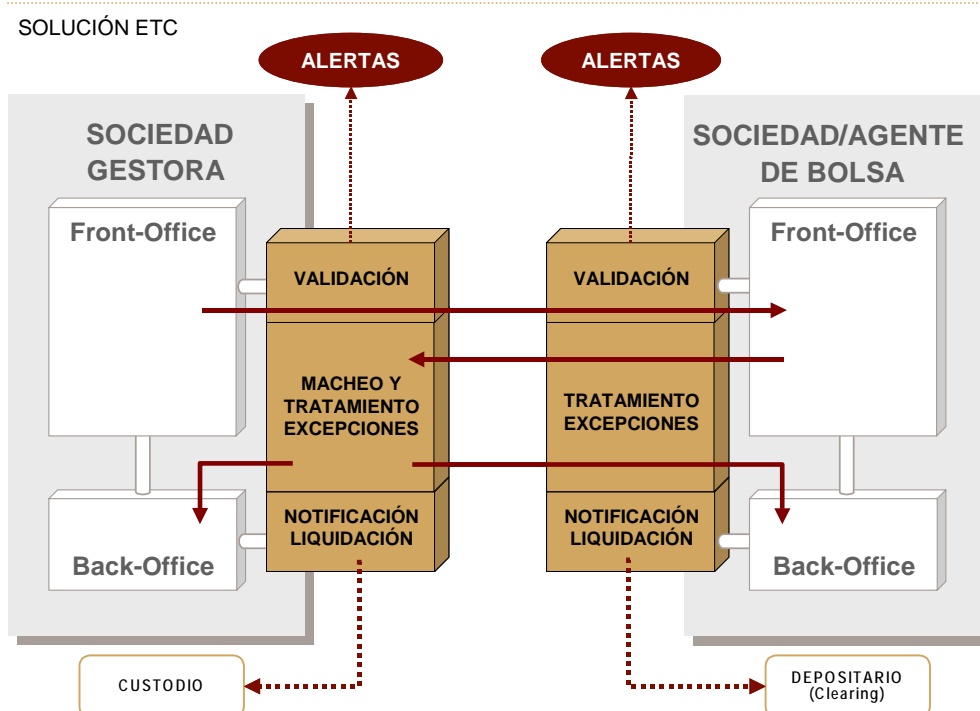 SOLUCIÓN ETC
ALERTAS
ALERTAS
SOCIEDAD
GESTORA
SOCIEDAD/AGENTE
DE BOLSA
Front-Office
Front-Office
VALIDACIÓN
VALIDACIÓN
MACHEO Y
TRATAMIENTO
EXCEPCIONES
TRATAMIENTO
EXCEPCIONES
NOTIFICACIÓN
LIQUIDACIÓN
NOTIFICACIÓN
LIQUIDACIÓN
Back-Office
Back-Office
CUSTODIO
DEPOSITARIO
(Clearing)